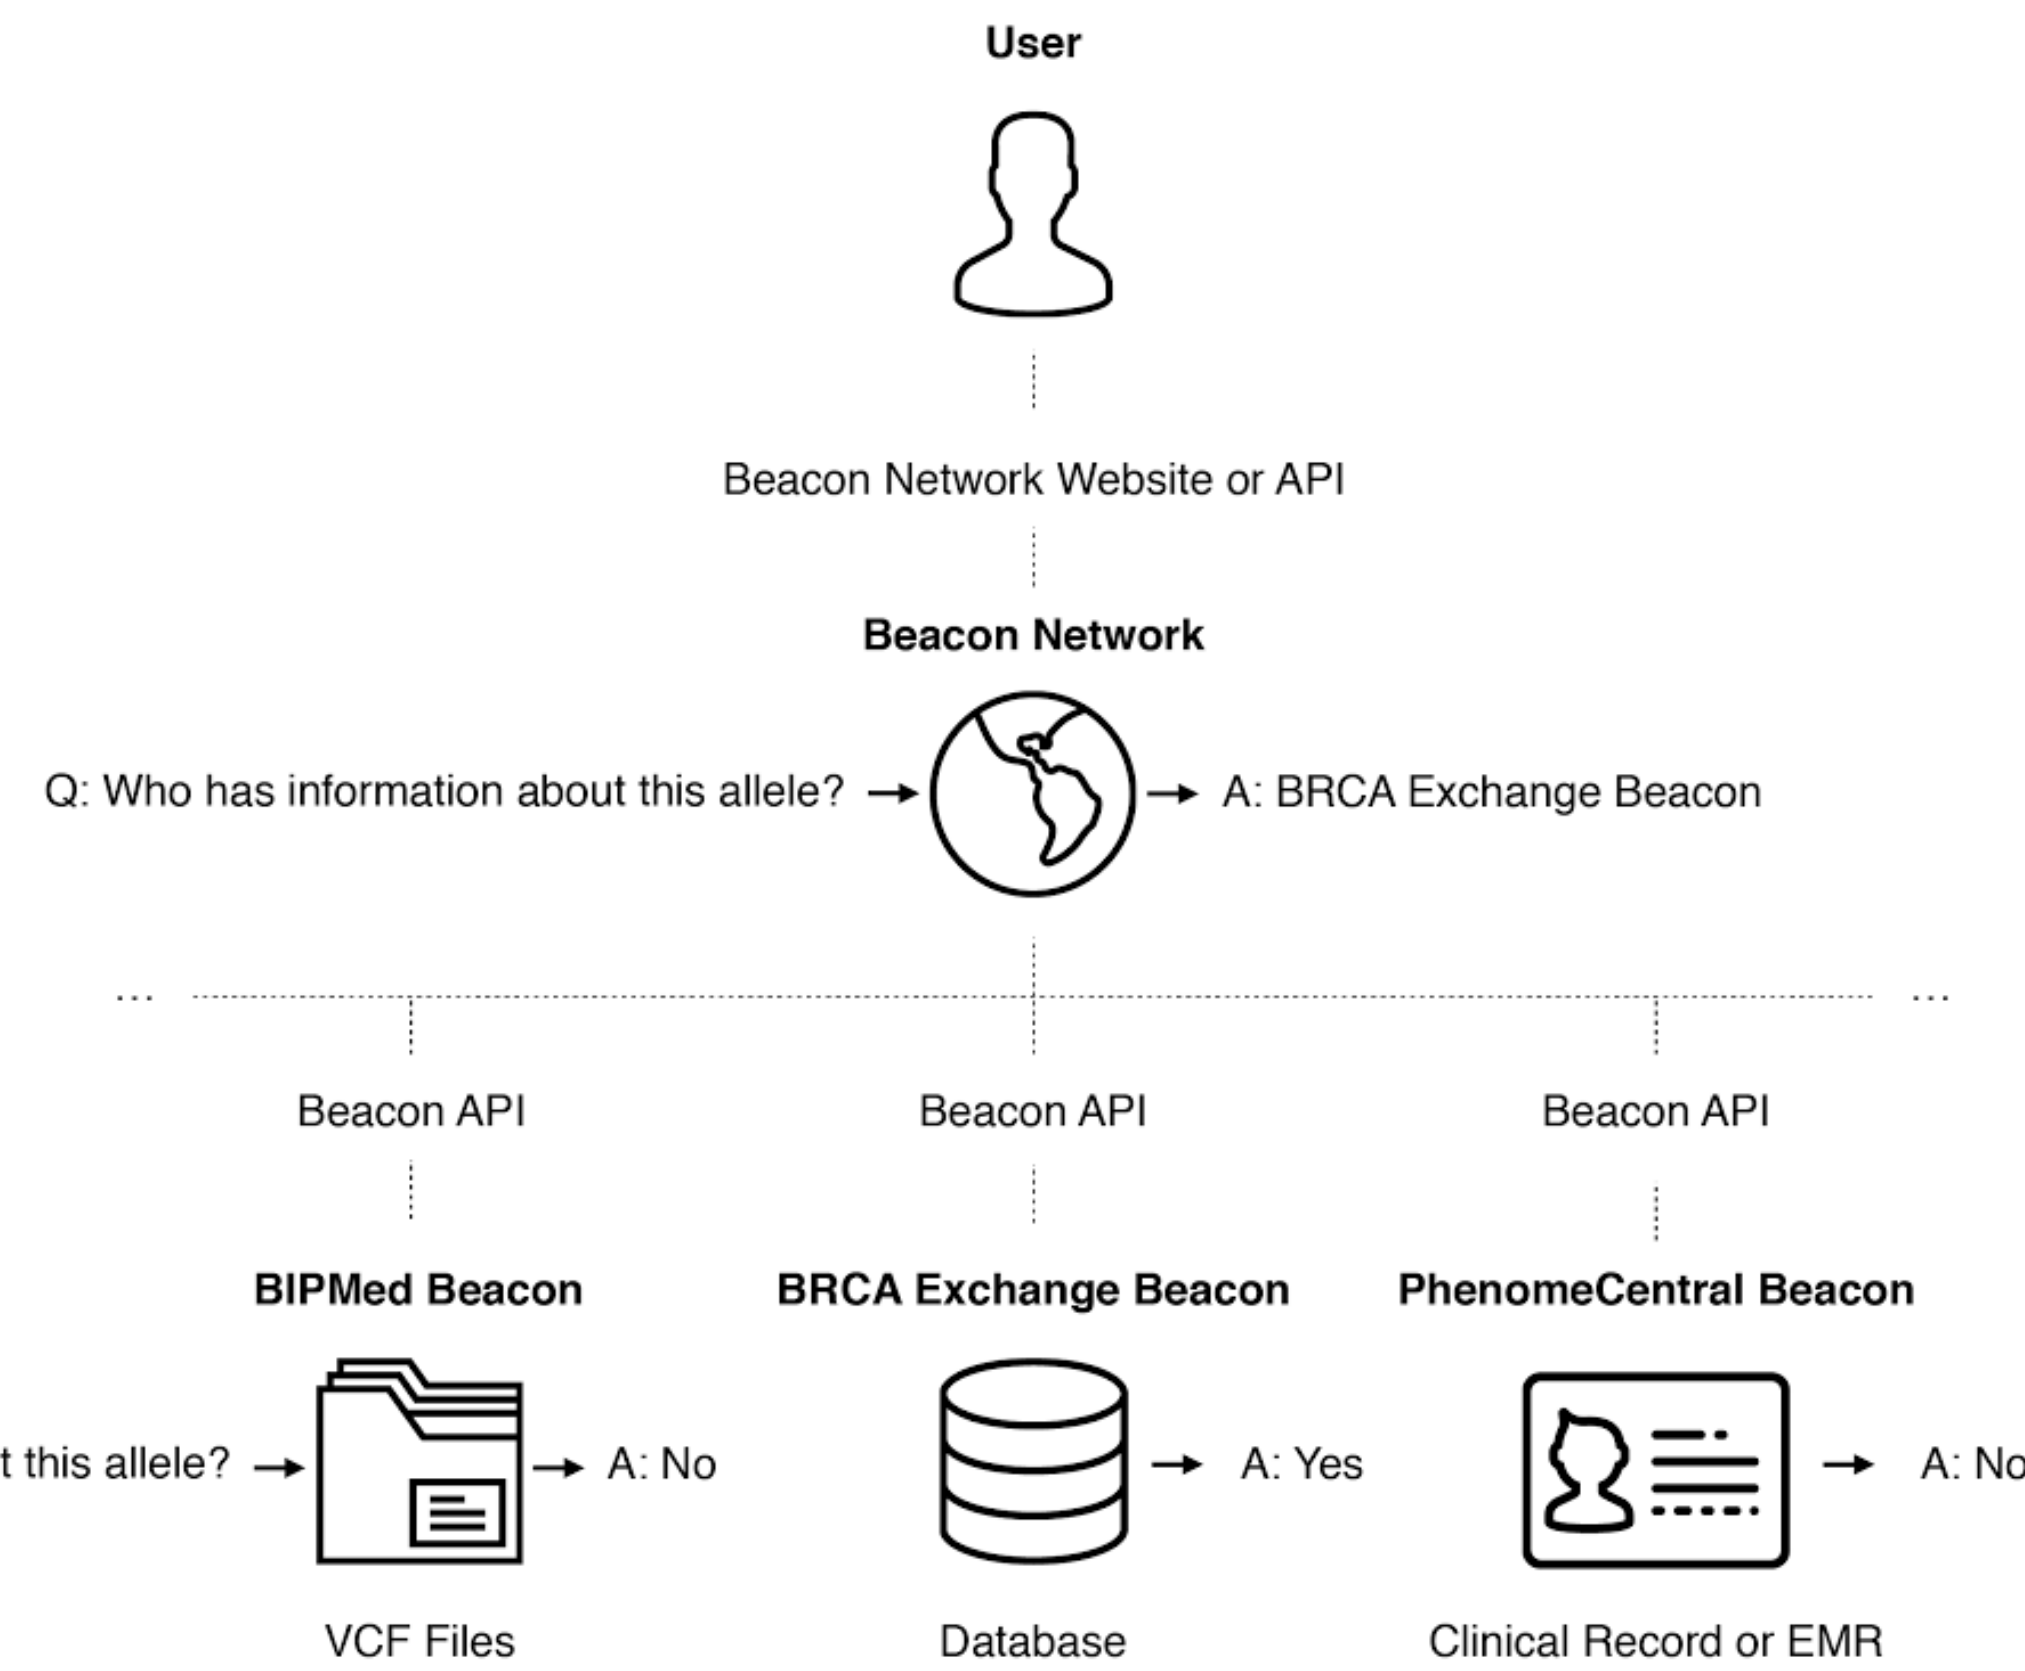 User
Beacon Network Website or API
Beacon Network
Q: Who has information about this allele? → A: BRCA Exchange Beacon
... ...
Beacon API Beacon API Beacon API
BIPMed Beacon BRCA Exchange Beacon PhenomeCentral Beacon
t this allele? → → A: No → A: Yes → A: No
VCF Files Database Clinical Record or EMR